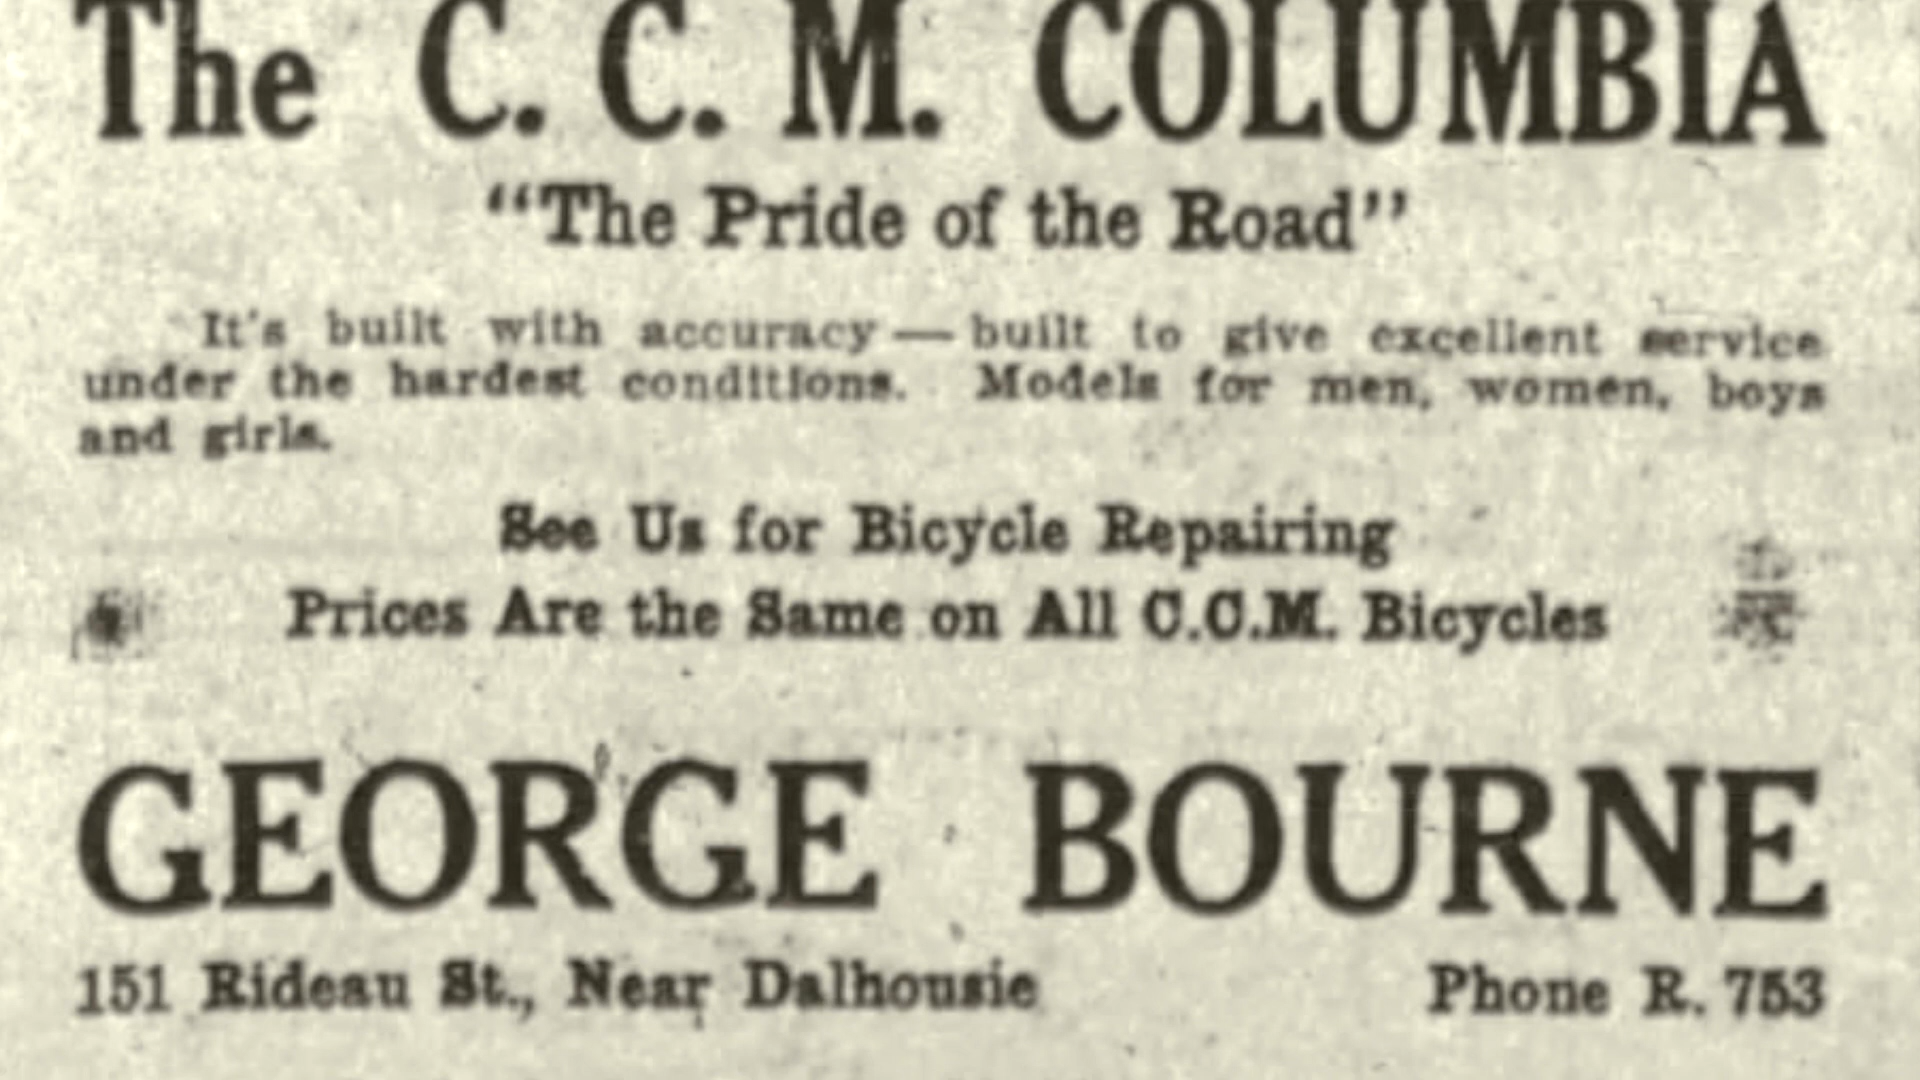 The C. C. M. COLUMBIA
"The Pride of the Road"
It's built with accuracy — built to give excellent service
under the hardest conditions. Models for men, women, boys
and girls.
See Us for Bicycle Repairing
Prices Are the Same on All C.C.M. Bicycles
GEORGE BOURNE
151 Rideau St., Near Dalhousie Phone R. 753